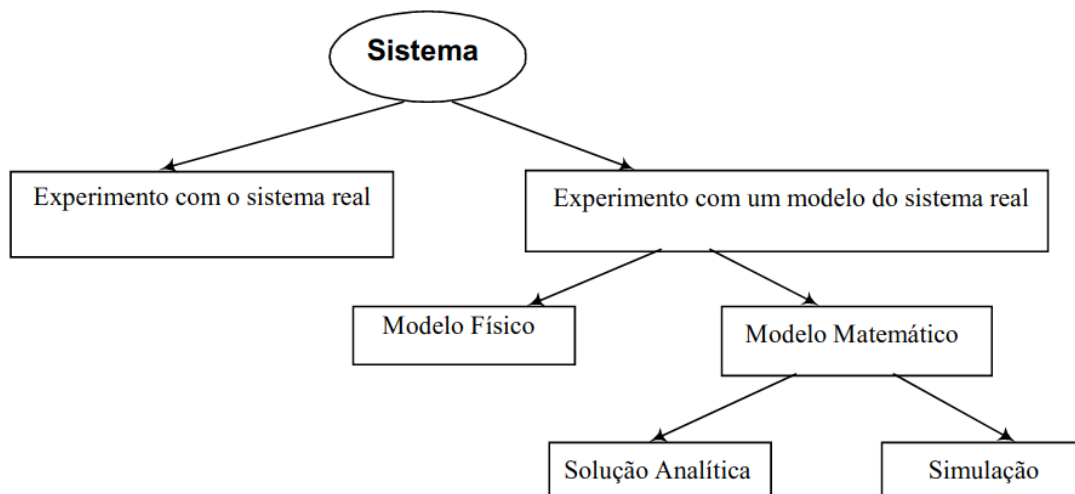 Sistema
Experimento com o sistema real
Experimento com um modelo do sistema real
Modelo Físico
Modelo Matemático
Solução Analítica
Simulação